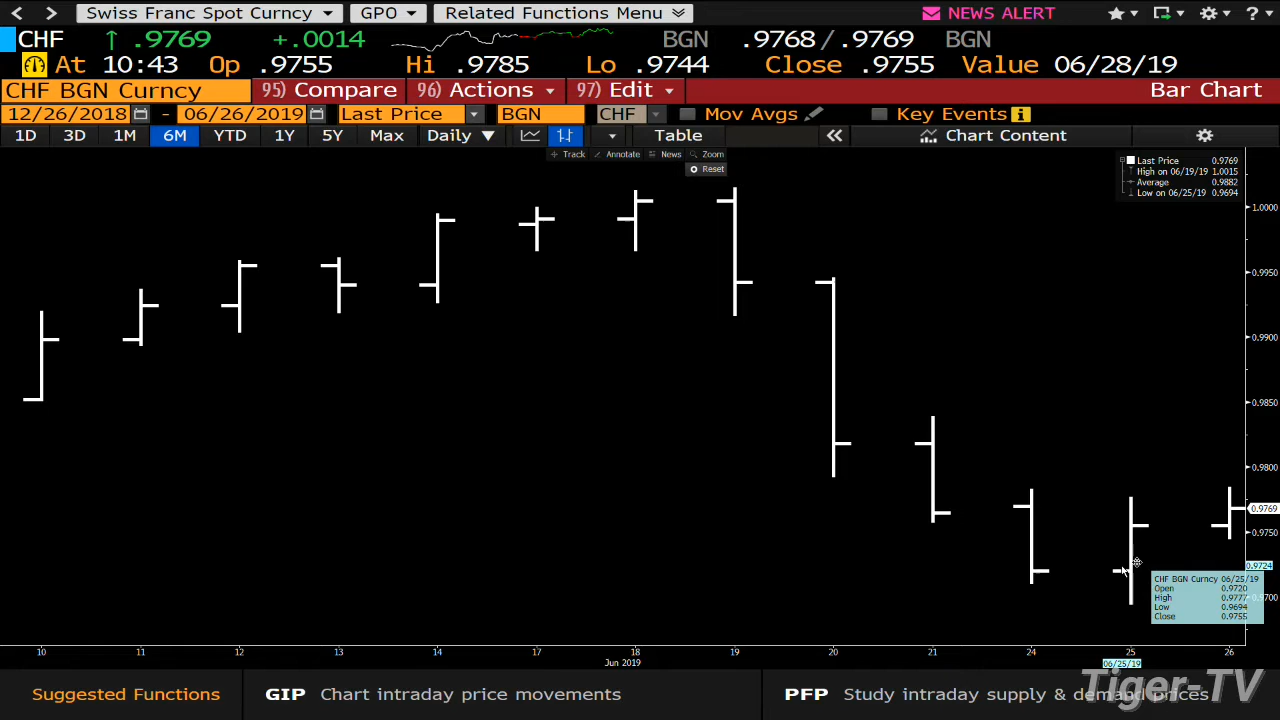 Swiss Franc Spot Curncy GPO Related Functions Menu NEWS ALERT ?
CHF .9769 +.0014 BGN .9768 / .9769 BGN
At 10:43 Op .9755 Hi .9785 Lo .9744 Close .9755 Value 06/28/19
CHF BGN Curncy 95) Compare 96) Actions 97) Edit Bar Chart
12/26/2018 - 06/26/2019 Last Price BGN CHF Mov Avgs Key Events i
1D 3D 1M 6M YTD 1Y 5Y Max Daily Table Chart Content
Track Annotate News Zoom
Reset
Last Price 0.9769
High on 06/19/19 1.0015
Average 0.9882
Low on 06/25/19 0.9694
1.0000
0.9950
0.9900
0.9850
0.9800
0.9769
0.9750
0.9724
0.9700
CHF BGN Curncy 06/25/19
Open 0.9720
High 0.9777
Low 0.9694
Close 0.9755
10 11 12 13 14 17 18 19 20 21 24 25 26
Jun 2019
06/25/19
Suggested Functions GIP Chart intraday price movements PFP Study intraday supply & demand prices
Tiger-TV